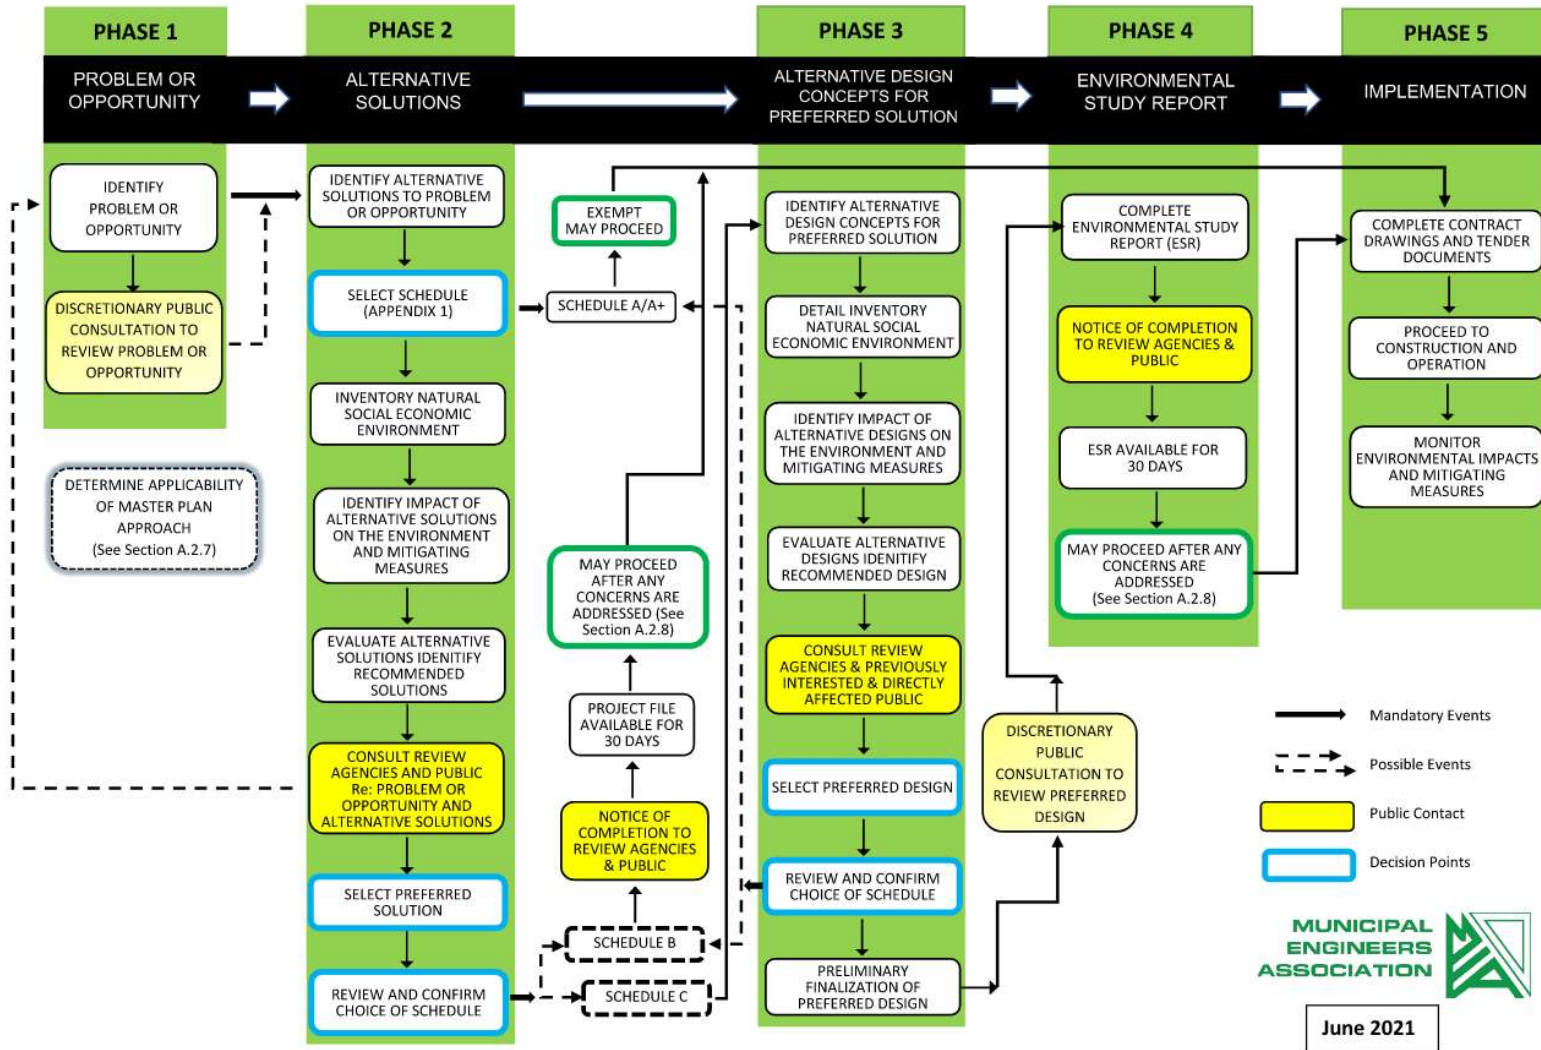 PHASE 1
PHASE 2
PHASE 3
PHASE 4
PHASE 5
PROBLEM OR
OPPORTUNITY
ALTERNATIVE
SOLUTIONS
ALTERNATIVE DESIGN
CONCEPTS FOR
PREFERRED SOLUTION
ENVIRONMENTAL
STUDY REPORT
IMPLEMENTATION
IDENTIFY
PROBLEM OR
OPPORTUNITY
DISCRETIONARY PUBLIC
CONSULTATION TO
REVIEW PROBLEM OR
OPPORTUNITY
DETERMINE APPLICABILITY
OF MASTER PLAN
APPROACH
(See Section A.2.7)
IDENTIFY ALTERNATIVE
SOLUTIONS TO PROBLEM
OR OPPORTUNITY
SELECT SCHEDULE
(APPENDIX 1)
INVENTORY NATURAL
SOCIAL ECONOMIC
ENVIRONMENT
IDENTIFY IMPACT OF
ALTERNATIVE SOLUTIONS
ON THE ENVIRONMENT
AND MITIGATING
MEASURES
EVALUATE ALTERNATIVE
SOLUTIONS IDENITIFY
RECOMMENDED
SOLUTIONS
CONSULT REVIEW
AGENCIES AND PUBLIC
Re: PROBLEM OR
OPPORTUNITY AND
ALTERNATIVE SOLUTIONS
SELECT PREFERRED
SOLUTION
REVIEW AND CONFIRM
CHOICE OF SCHEDULE
EXEMPT
MAY PROCEED
SCHEDULE A/A+
MAY PROCEED
AFTER ANY
CONCERNS ARE
ADDRESSED (See
Section A.2.8)
PROJECT FILE
AVAILABLE FOR
30 DAYS
NOTICE OF
COMPLETION TO
REVIEW AGENCIES
& PUBLIC
SCHEDULE B
SCHEDULE C
IDENTIFY ALTERNATIVE
DESIGN CONCEPTS FOR
PREFERRED SOLUTION
DETAIL INVENTORY
NATURAL SOCIAL
ECONOMIC ENVIRONMENT
IDENTIFY IMPACT OF
ALTERNATIVE DESIGNS ON
THE ENVIRONMENT AND
MITIGATING MEASURES
EVALUATE ALTERNATIVE
DESIGNS IDENITIFY
RECOMMENDED DESIGN
CONSULT REVIEW
AGENCIES & PREVIOUSLY
INTERESTED & DIRECTLY
AFFECTED PUBLIC
SELECT PREFERRED DESIGN
REVIEW AND CONFIRM
CHOICE OF SCHEDULE
PRELIMINARY
FINALIZATION OF
PREFERRED DESIGN
DISCRETIONARY
PUBLIC
CONSULTATION TO
REVIEW PREFERRED
DESIGN
COMPLETE
ENVIRONMENTAL STUDY
REPORT (ESR)
NOTICE OF COMPLETION
TO REVIEW AGENCIES &
PUBLIC
ESR AVAILABLE FOR
30 DAYS
MAY PROCEED AFTER ANY
CONCERNS ARE
ADDRESSED
(See Section A.2.8)
COMPLETE CONTRACT
DRAWINGS AND TENDER
DOCUMENTS
PROCEED TO
CONSTRUCTION AND
OPERATION
MONITOR
ENVIRONMENTAL IMPACTS
AND MITIGATING
MEASURES
Mandatory Events
Possible Events
Public Contact
Decision Points
MUNICIPAL
ENGINEERS
ASSOCIATION
MEA
June 2021